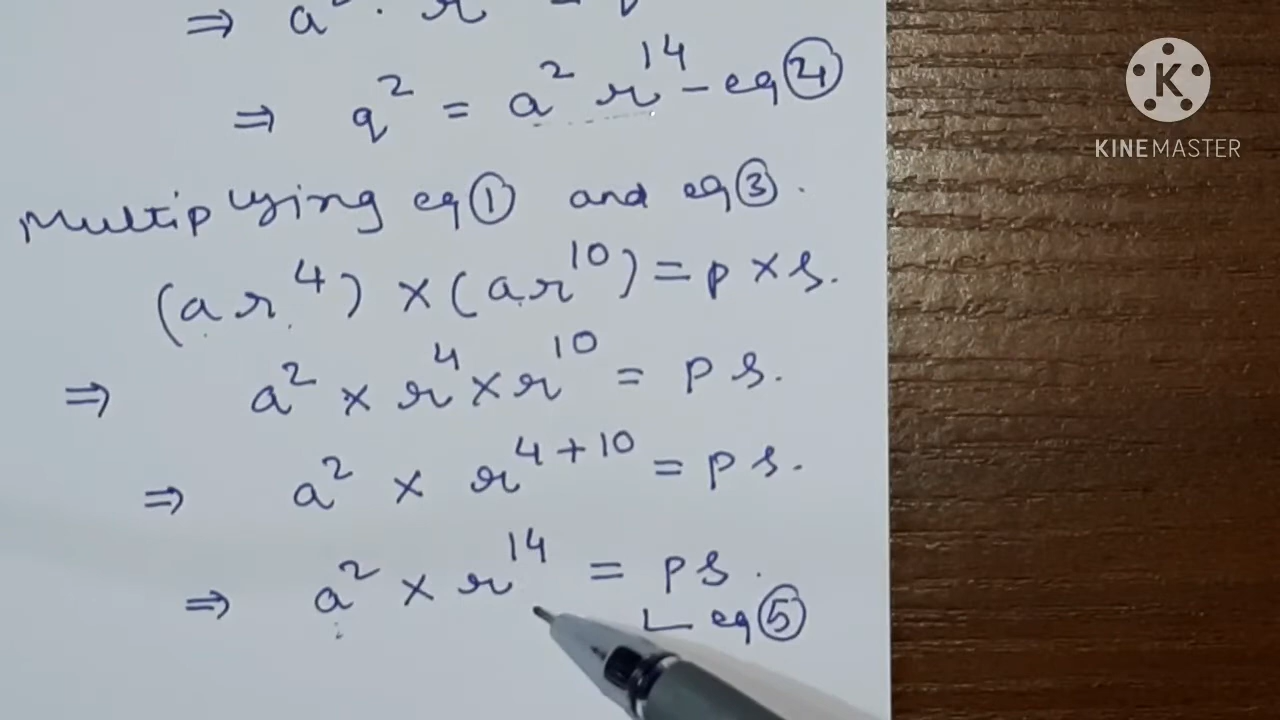 ⇒ a² · r
⇒ q² = a² r¹⁴ - eq ④
KINEMASTER
Multiplying eq ① and eq ③.
(ar⁴) × (ar¹⁰) = p × s.
⇒ a² × r⁴ × r¹⁰ = ps.
⇒ a² × r⁴⁺¹⁰ = ps.
⇒ a² × r¹⁴ = ps.
eq ⑤